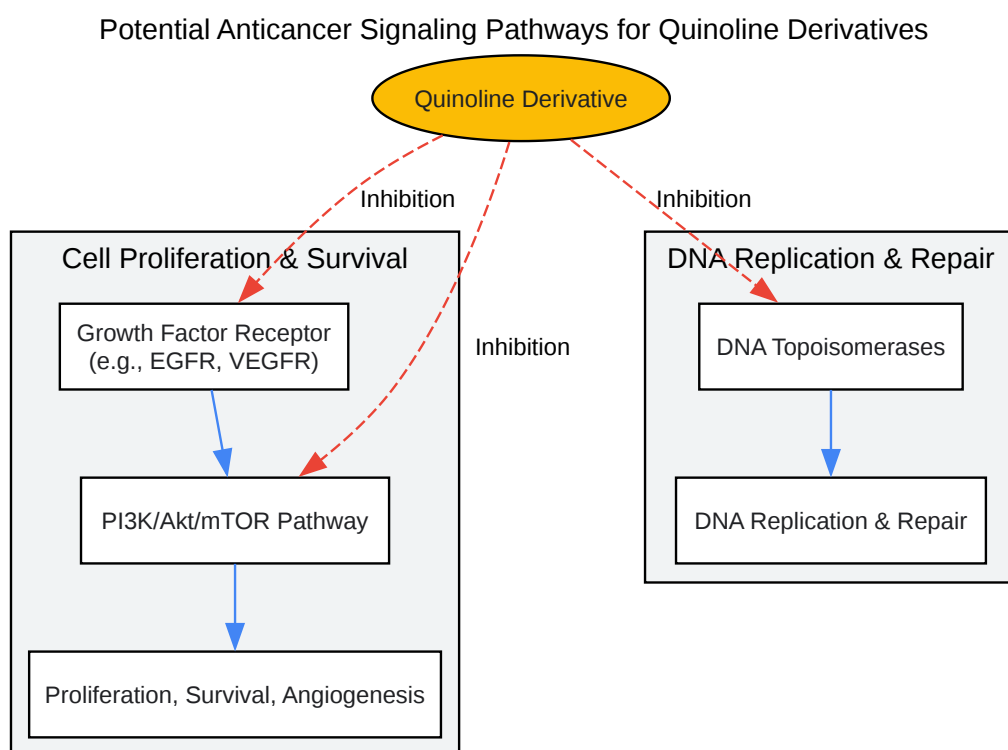 Potential Anticancer Signaling Pathways for Quinoline Derivatives
Quinoline Derivative
Inhibition
Inhibition
Cell Proliferation & Survival
DNA Replication & Repair
Growth Factor Receptor
(e.g., EGFR, VEGFR)
Inhibition
DNA Topoisomerases
PI3K/Akt/mTOR Pathway
DNA Replication & Repair
Proliferation, Survival, Angiogenesis